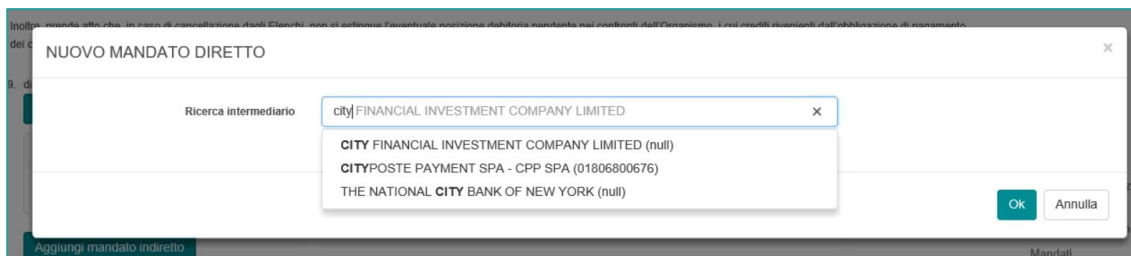 Inoltre, prende atto che, in caso di cancellazione dagli Elenchi, non si estingue l'eventuale posizione debitoria pendente nei confronti dell'Organismo, i cui crediti rivenienti dall'obbligazione di pagamento
dei c
NUOVO MANDATO DIRETTO ×
9. di
Ricerca intermediario city FINANCIAL INVESTMENT COMPANY LIMITED ×
CITY FINANCIAL INVESTMENT COMPANY LIMITED (null)
CITYPOSTE PAYMENT SPA - CPP SPA (01806800676)
THE NATIONAL CITY BANK OF NEW YORK (null)
Ok Annulla
Aggiungi mandato indiretto
Mandati